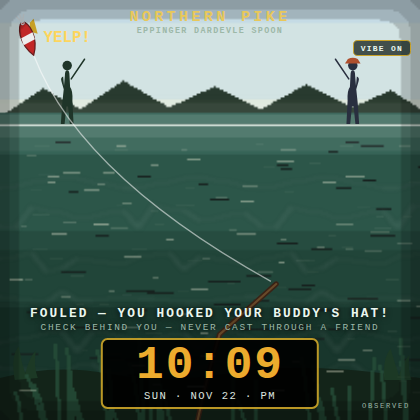 NORTHERN PIKE
EPPINGER DARDEVLE SPOON
YELP!
VIBE ON
FOULED — YOU HOOKED YOUR BUDDY'S HAT!
CHECK BEHIND YOU — NEVER CAST THROUGH A FRIEND
10:09
SUN · NOV 22 · PM
OBSERVED